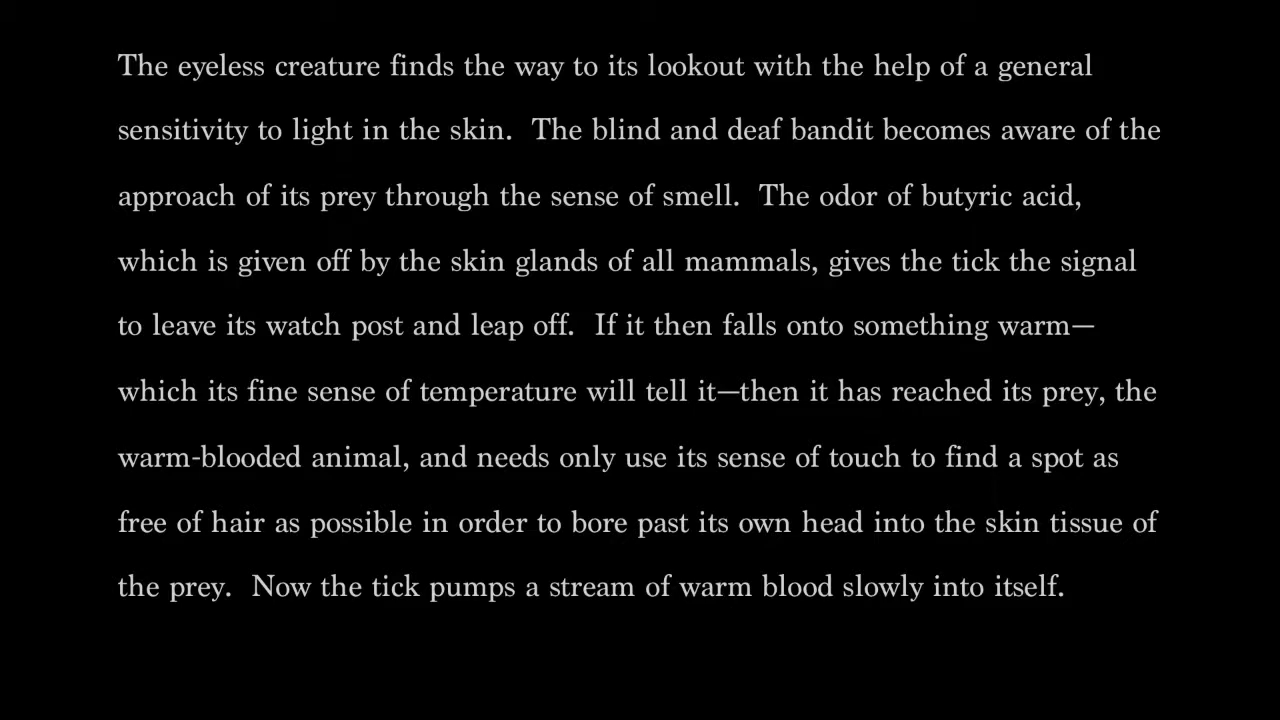 The eyeless creature finds the way to its lookout with the help of a general
sensitivity to light in the skin.  The blind and deaf bandit becomes aware of the
approach of its prey through the sense of smell.  The odor of butyric acid,
which is given off by the skin glands of all mammals, gives the tick the signal
to leave its watch post and leap off.  If it then falls onto something warm—
which its fine sense of temperature will tell it—then it has reached its prey, the
warm-blooded animal, and needs only use its sense of touch to find a spot as
free of hair as possible in order to bore past its own head into the skin tissue of
the prey.  Now the tick pumps a stream of warm blood slowly into itself.